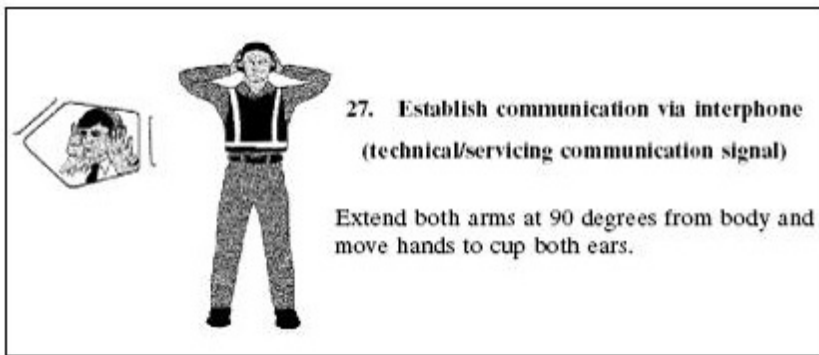 27. Establish communication via interphone
(technical/servicing communication signal)
Extend both arms at 90 degrees from body and
move hands to cup both ears.